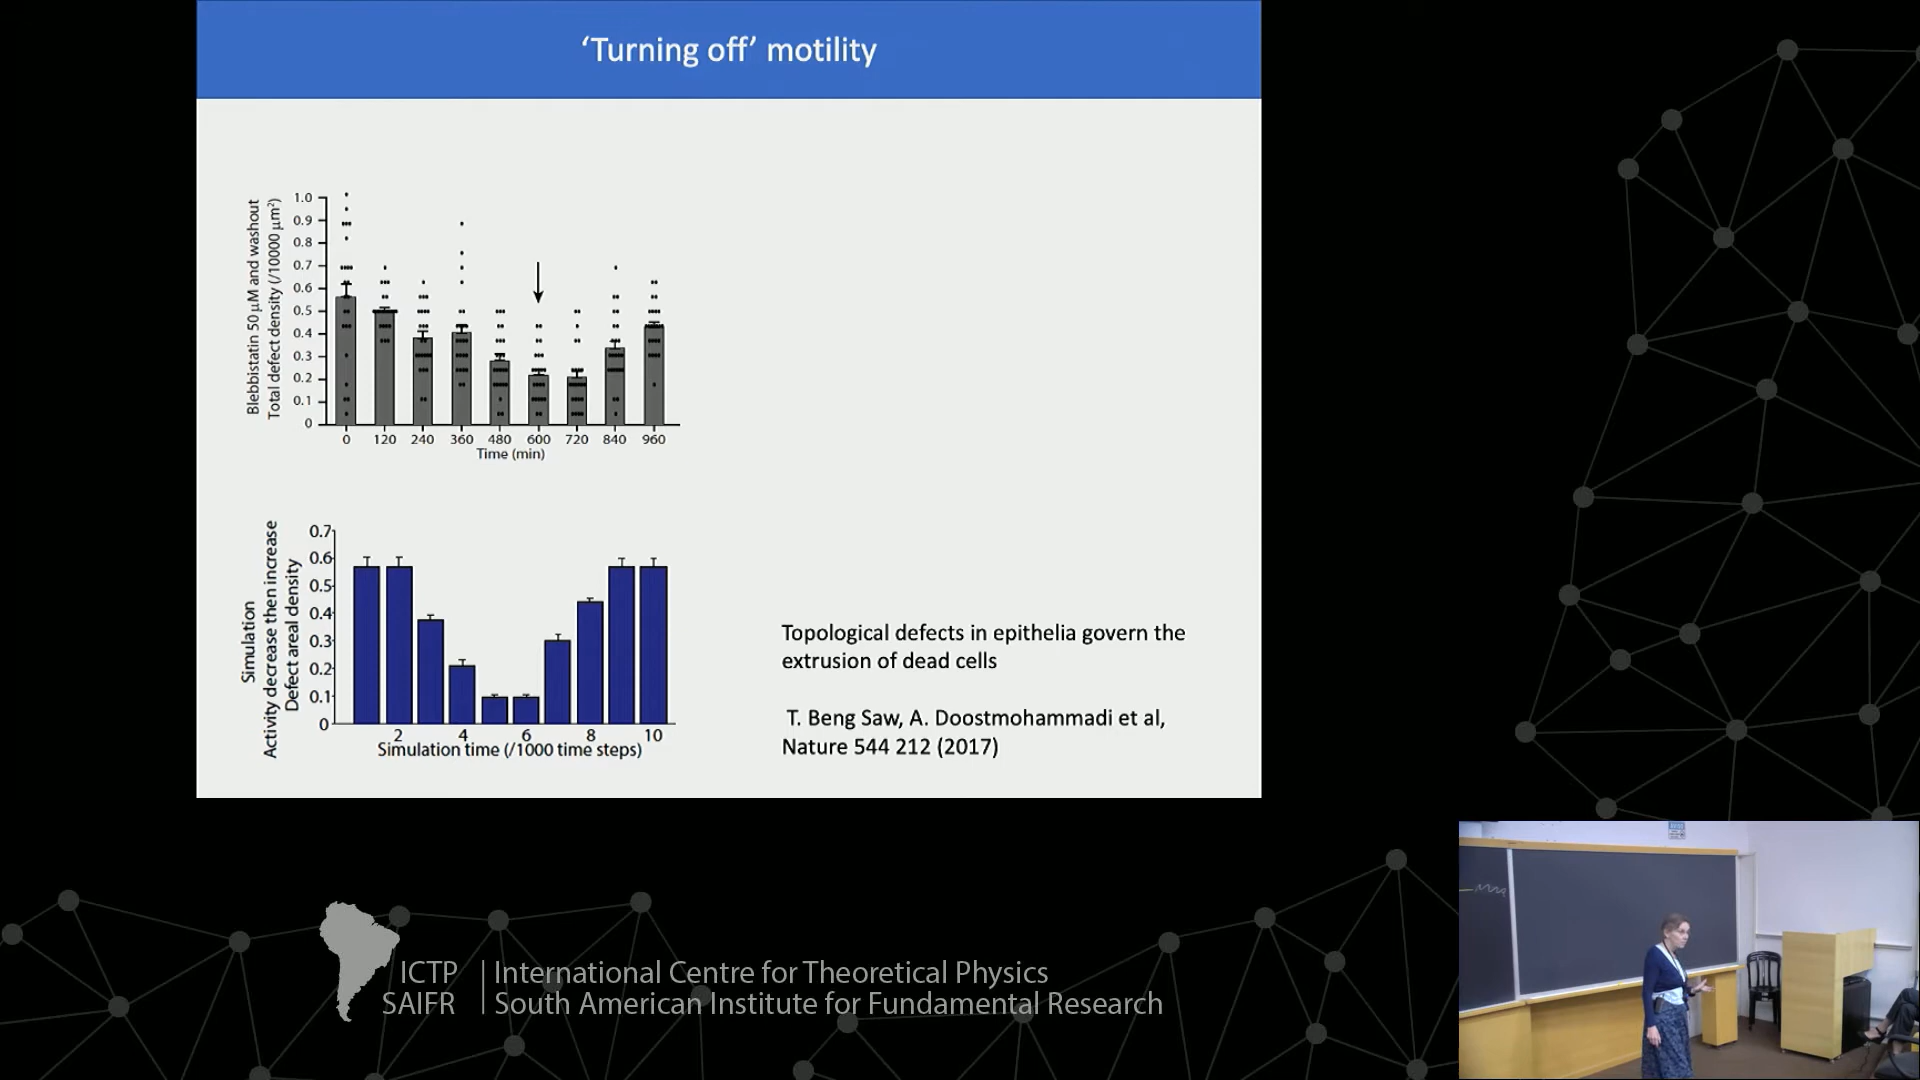 ‘Turning off’ motility
Blebbistatin 50 μM and washout
Total defect density (/10000 μm²)
1.0
0.9
0.8
0.7
0.6
0.5
0.4
0.3
0.2
0.1
0
0 120 240 360 480 600 720 840 960
Time (min)
Simulation
Activity decrease then increase
Defect areal density
0.7
0.6
0.5
0.4
0.3
0.2
0.1
0
2 4 6 8 10
Simulation time (/1000 time steps)
Topological defects in epithelia govern the
extrusion of dead cells
T. Beng Saw, A. Doostmohammadi et al,
Nature 544 212 (2017)
ICTP International Centre for Theoretical Physics
SAIFR South American Institute for Fundamental Research